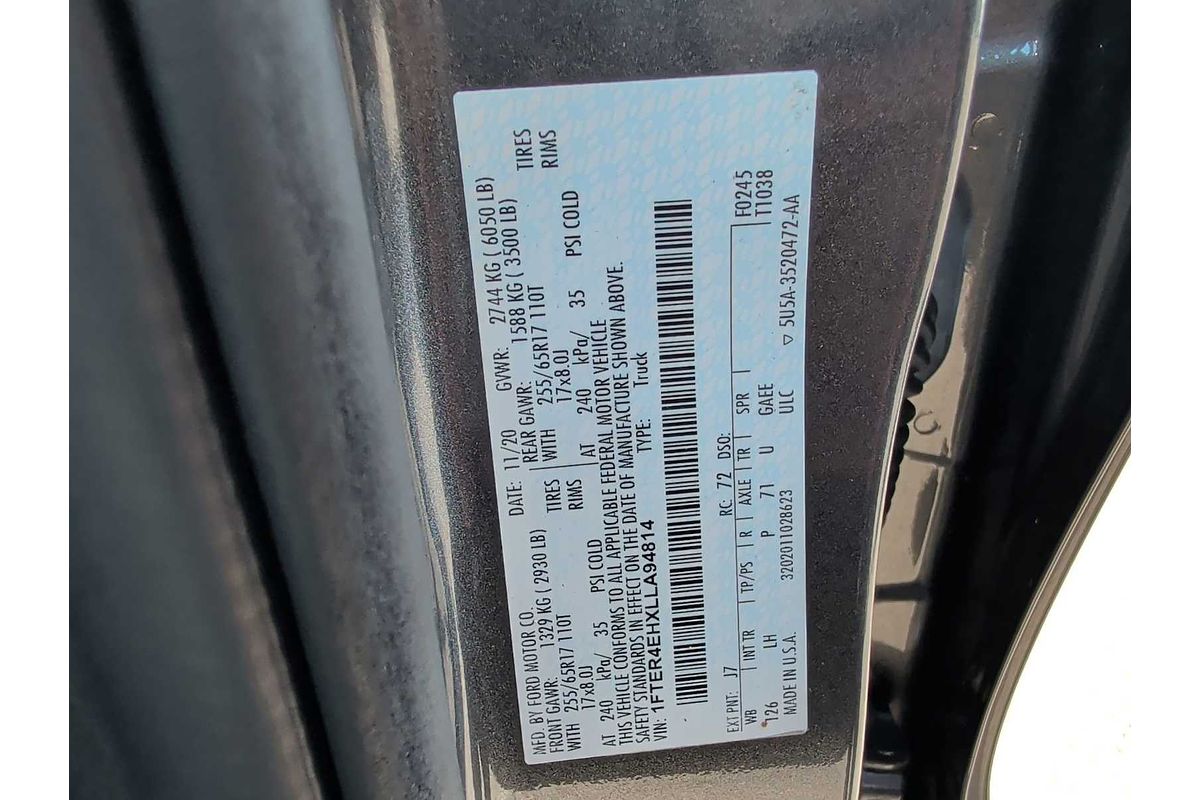 MFD. BY FORD MOTOR CO. DATE: 11/20 GVWR: 2744 KG ( 6050 LB)
FRONT GAWR: 1329 KG ( 2930 LB) REAR GAWR: 1588 KG ( 3500 LB)
WITH 255/65R17 110T TIRES WITH 255/65R17 110T TIRES
17x8.0J RIMS 17x8.0J RIMS
AT 240 kPa/ 35 PSI COLD AT 240 kPa/ 35 PSI COLD
THIS VEHICLE CONFORMS TO ALL APPLICABLE FEDERAL MOTOR VEHICLE
SAFETY STANDARDS IN EFFECT ON THE DATE OF MANUFACTURE SHOWN ABOVE.
VIN: 1FTER4EHXLLA94814 TYPE: Truck
EXT PNT: J7 RC: 72 DSO: F0245
WB INT TR TP/PS R AXLE TR SPR T1038
126 LH P 71 U GAEE
MADE IN U.S.A. 3202011028623 ULC ▽ 5U5A-3520472-AA